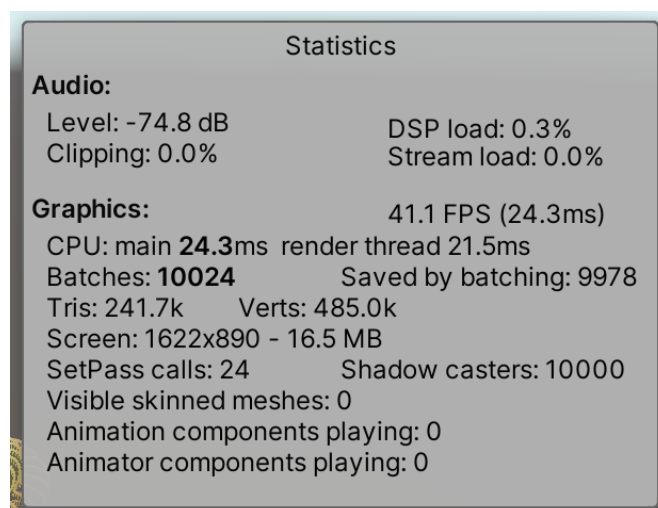 Statistics
Audio:
Level: -74.8 dB DSP load: 0.3%
Clipping: 0.0% Stream load: 0.0%
Graphics: 41.1 FPS (24.3ms)
CPU: main 24.3ms render thread 21.5ms
Batches: 10024 Saved by batching: 9978
Tris: 241.7k Verts: 485.0k
Screen: 1622x890 - 16.5 MB
SetPass calls: 24 Shadow casters: 10000
Visible skinned meshes: 0
Animation components playing: 0
Animator components playing: 0